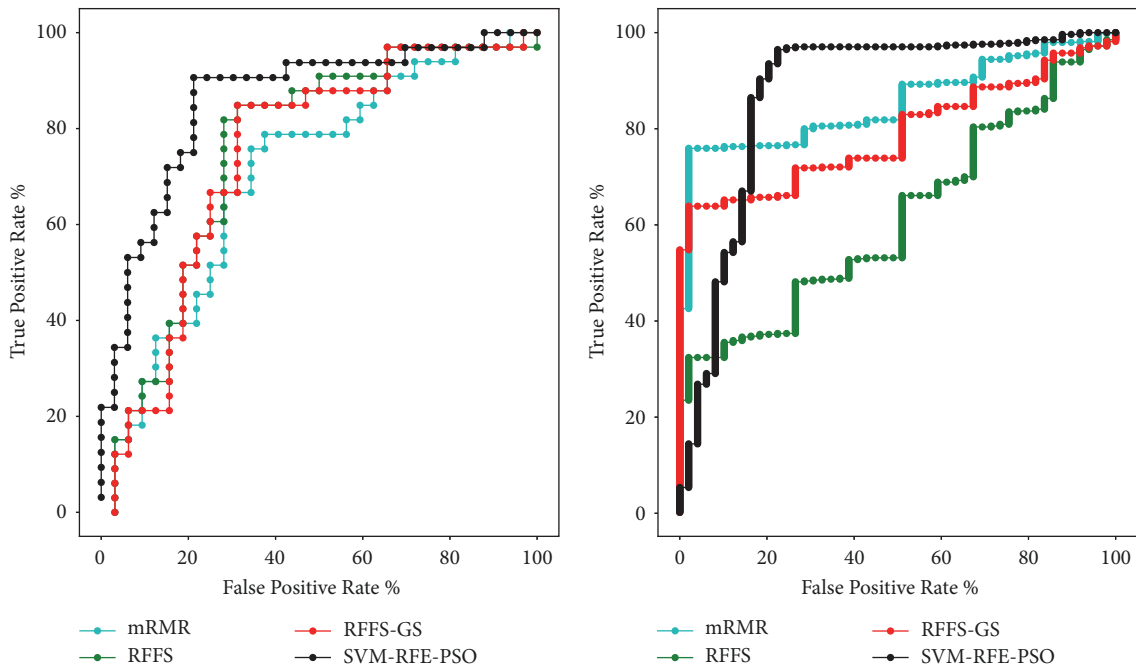 100
80
60
40
20
0
True Positive Rate %
0 20 40 60 80 100
False Positive Rate %
mRMR
RFFS
RFFS-GS
SVM-RFE-PSO
100
80
60
40
20
0
True Positive Rate %
0 20 40 60 80 100
False Positive Rate %
mRMR
RFFS
RFFS-GS
SVM-RFE-PSO